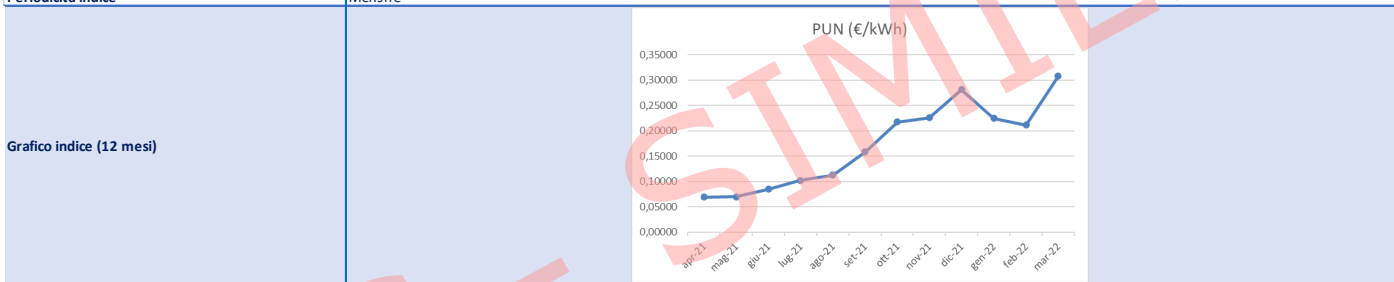 Periodicità indice Mensile
PUN (€/kWh)
0,35000
0,30000
0,25000
0,20000
Grafico indice (12 mesi)
0,15000
0,10000
0,05000
0,00000
apr-21 mag-21 giu-21 lug-21 ago-21 set-21 ott-21 nov-21 dic-21 gen-22 feb-22 mar-22
SIMIL